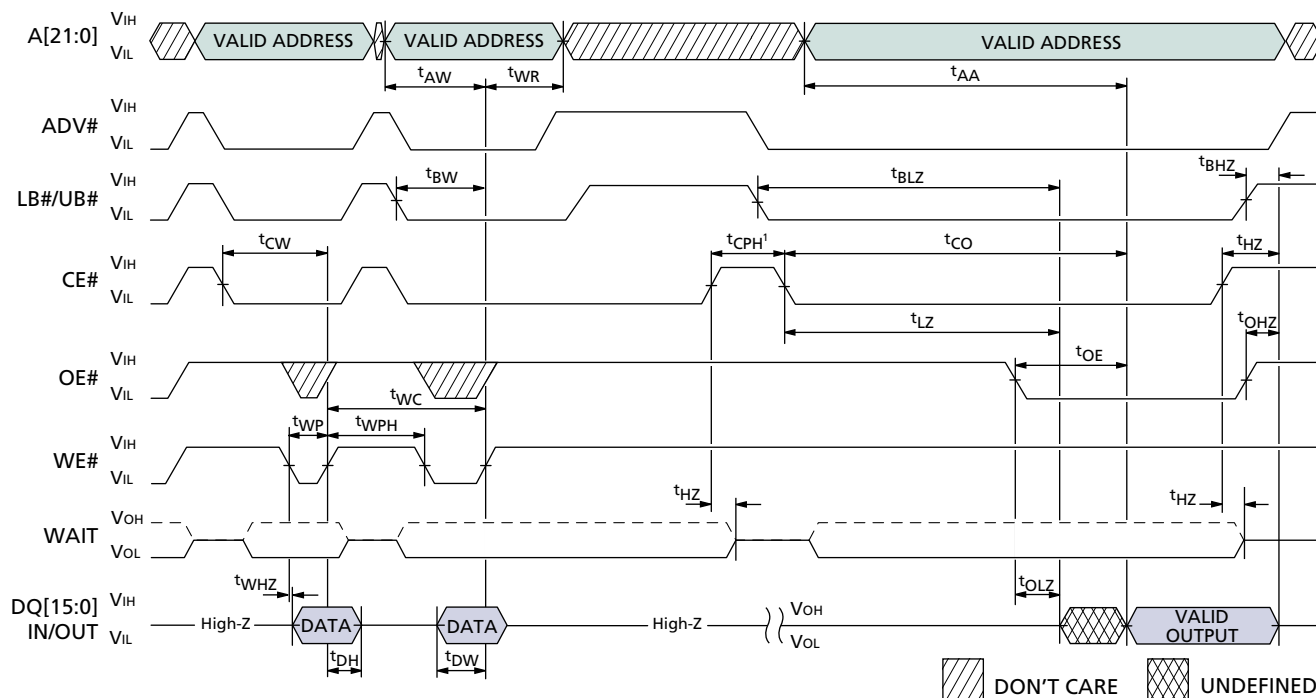 A[21:0] VIH VIL VALID ADDRESS VALID ADDRESS VALID ADDRESS
tAW tWR tAA
ADV# VIH VIL
LB#/UB# VIH VIL tBW tBLZ tBHZ
CE# VIH VIL tCW tCPH¹ tCO tHZ
tLZ tOHZ
OE# VIH VIL tOE
tWC
WE# VIH VIL tWP tWPH
WAIT VOH VOL tHZ tHZ
tWHZ tOLZ
DQ[15:0] IN/OUT VIH VIL High-Z DATA DATA High-Z VOH VOL VALID OUTPUT
tDH tDW
DON'T CARE UNDEFINED